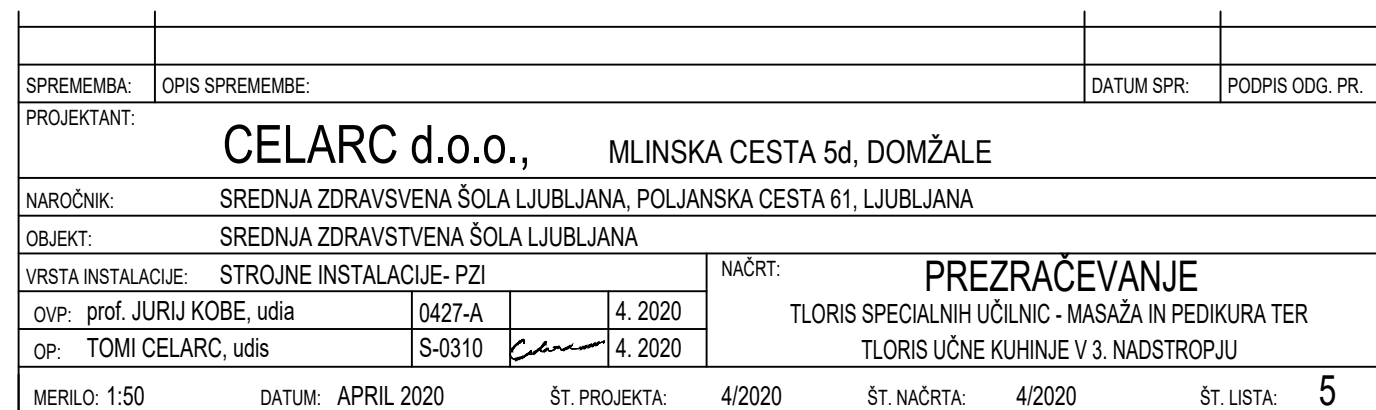 SPREMEMBA: OPIS SPREMEMBE: DATUM SPR: PODPIS ODG. PR.
PROJEKTANT:
CELARC d.o.o., MLINSKA CESTA 5d, DOMŽALE
NAROČNIK: SREDNJA ZDRAVSVENA ŠOLA LJUBLJANA, POLJANSKA CESTA 61, LJUBLJANA
OBJEKT: SREDNJA ZDRAVSTVENA ŠOLA LJUBLJANA
VRSTA INSTALACIJE: STROJNE INSTALACIJE- PZI
OVP: prof. JURIJ KOBE, udia 0427-A 4. 2020
OP: TOMI CELARC, udis S-0310 4. 2020
NAČRT: PREZRAČEVANJE
TLORIS SPECIALNIH UČILNIC - MASAŽA IN PEDIKURA TER
TLORIS UČNE KUHINJE V 3. NADSTROPJU
MERILO: 1:50 DATUM: APRIL 2020 ŠT. PROJEKTA: 4/2020 ŠT. NAČRTA: 4/2020 ŠT. LISTA: 5